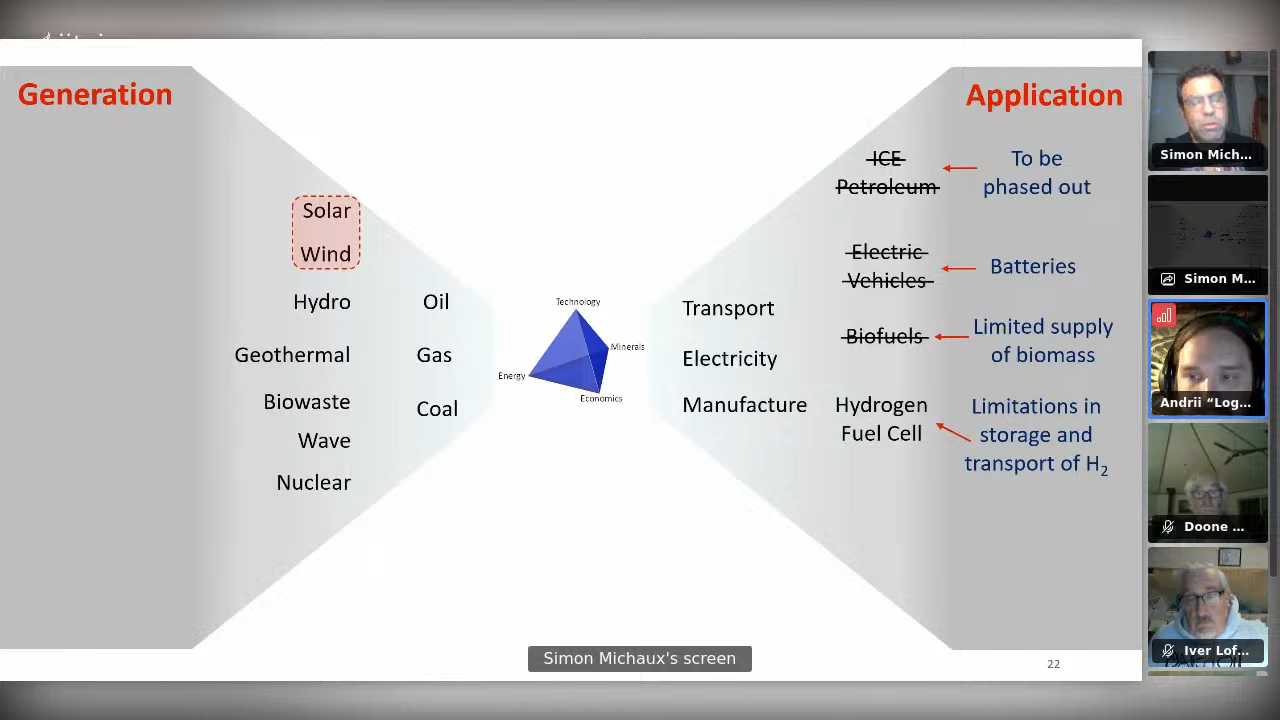 Generation
Application
Solar
Wind
Hydro
Geothermal
Biowaste
Wave
Nuclear
Oil
Gas
Coal
Technology
Minerals
Energy
Economics
Transport
Electricity
Manufacture
ICE
Petroleum
To be
phased out
Electric
Vehicles
Batteries
Biofuels
Limited supply
of biomass
Hydrogen
Fuel Cell
Limitations in
storage and
transport of H₂
Simon Michaux's screen
22
Simon Mich...
Simon M...
Andrii “Log...
Doone ...
Iver Lof...